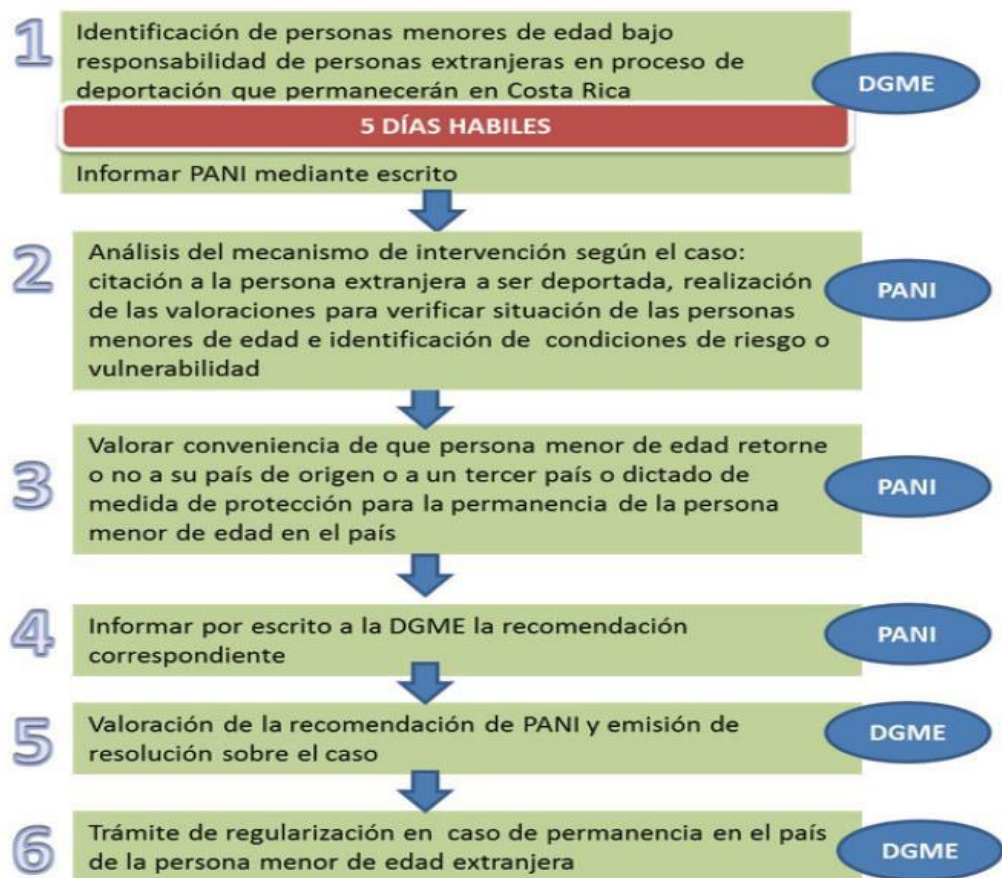 1
Identificación de personas menores de edad bajo
responsabilidad de personas extranjeras en proceso de
deportación que permanecerán en Costa Rica
DGME
5 DÍAS HABILES
Informar PANI mediante escrito
2
Análisis del mecanismo de intervención según el caso:
citación a la persona extranjera a ser deportada, realización
de las valoraciones para verificar situación de las personas
menores de edad e identificación de condiciones de riesgo o
vulnerabilidad
PANI
3
Valorar conveniencia de que persona menor de edad retorne
o no a su país de origen o a un tercer país o dictado de
medida de protección para la permanencia de la persona
menor de edad en el país
PANI
4
Informar por escrito a la DGME la recomendación
correspondiente
PANI
5
Valoración de la recomendación de PANI y emisión de
resolución sobre el caso
DGME
6
Trámite de regularización en caso de permanencia en el país
de la persona menor de edad extranjera
DGME